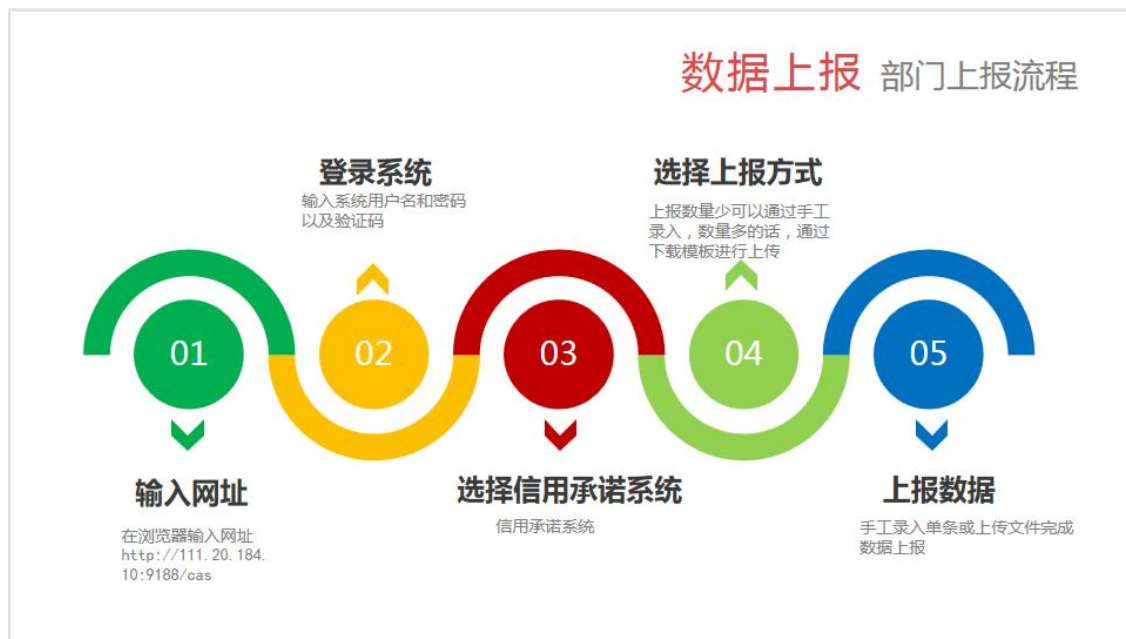 数据上报 部门上报流程
登录系统
输入系统用户名和密码
以及验证码
选择上报方式
上报数量少可以通过手工
录入，数量多的话，通过
下载模板进行上传
01
02
03
04
05
输入网址
在浏览器输入网址
http://111.20.184.
10:9188/cas
选择信用承诺系统
信用承诺系统
上报数据
手工录入单条或上传文件完成
数据上报